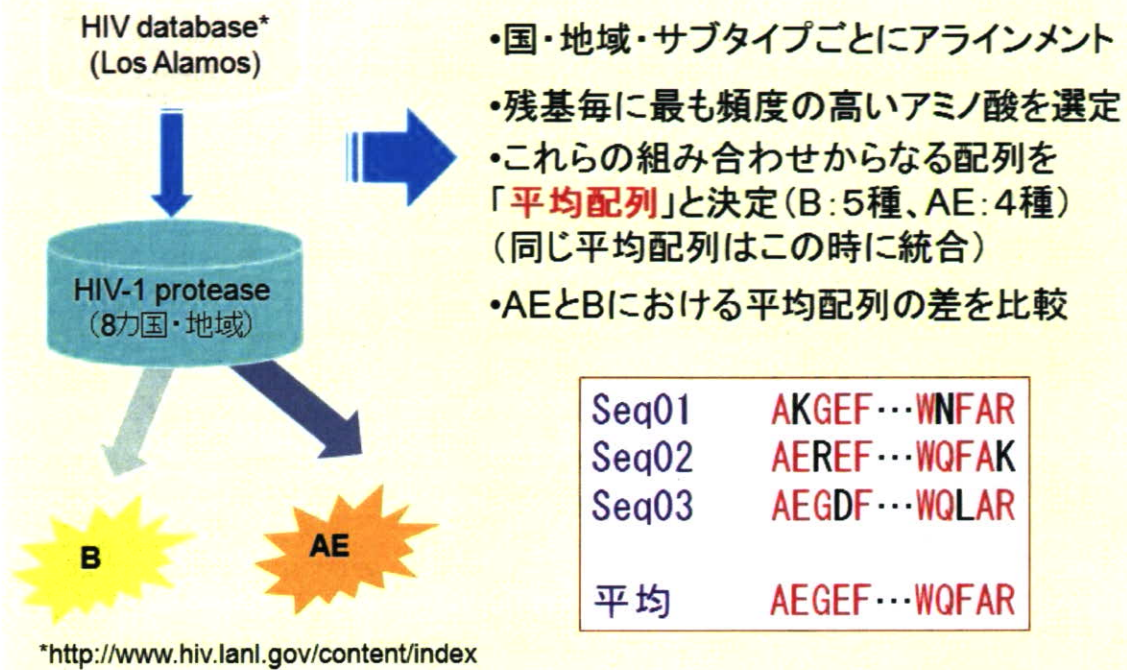 HIV database*
(Los Alamos)
HIV-1 protease
(8カ国・地域)
B
AE
*http://www.hiv.lanl.gov/content/index
•国・地域・サブタイプごとにアラインメント
•残基毎に最も頻度の高いアミノ酸を選定
•これらの組み合わせからなる配列を
「平均配列」と決定(B:5種、AE:4種)
(同じ平均配列はこの時に統合)
•AEとBにおける平均配列の差を比較
Seq01 AKGEF…WNFAR
Seq02 AEREF…WQFAK
Seq03 AEGDF…WQLAR
平均 AEGEF…WQFAR